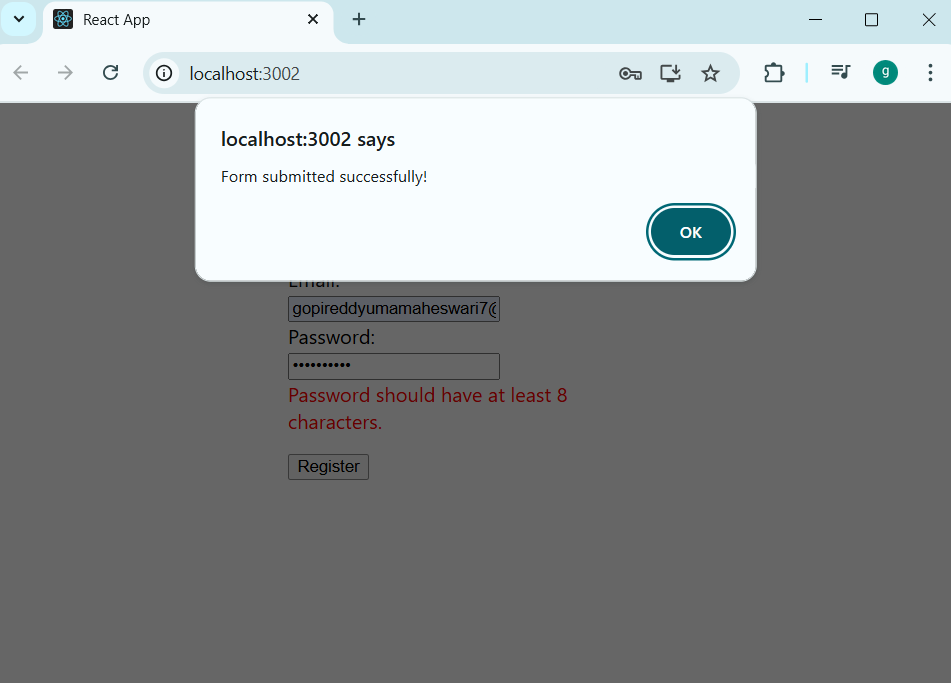 React App
localhost:3002
g
localhost:3002 says
Form submitted successfully!
OK
Email:
gopireddyumamaheswari7@
Password:
••••••••••
Password should have at least 8
characters.
Register